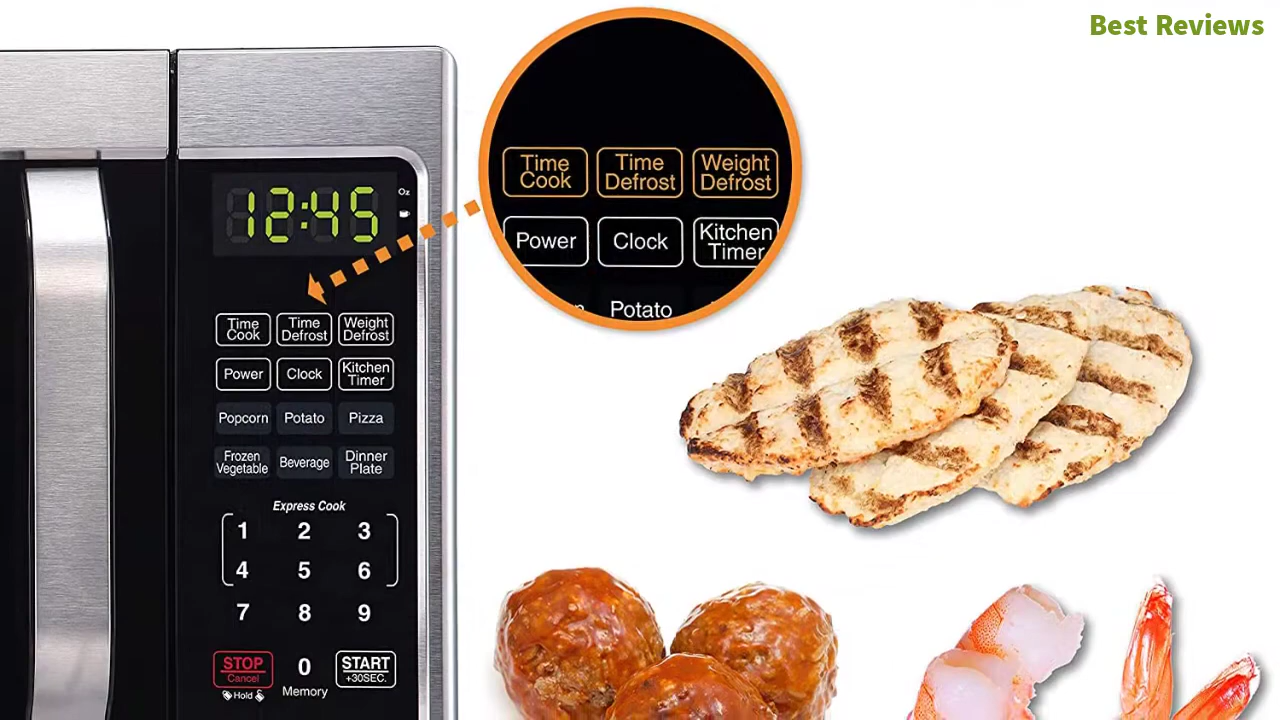 Best Reviews
Time
Cook
Time
Defrost
Weight
Defrost
Power
Clock
Kitchen
Timer
Potato
12:45
Oz
Time
Cook
Time
Defrost
Weight
Defrost
Power
Clock
Kitchen
Timer
Popcorn
Potato
Pizza
Frozen
Vegetable
Beverage
Dinner
Plate
Express Cook
1 2 3
4 5 6
7 8 9
STOP
Cancel
Hold
0
Memory
START
+30SEC.